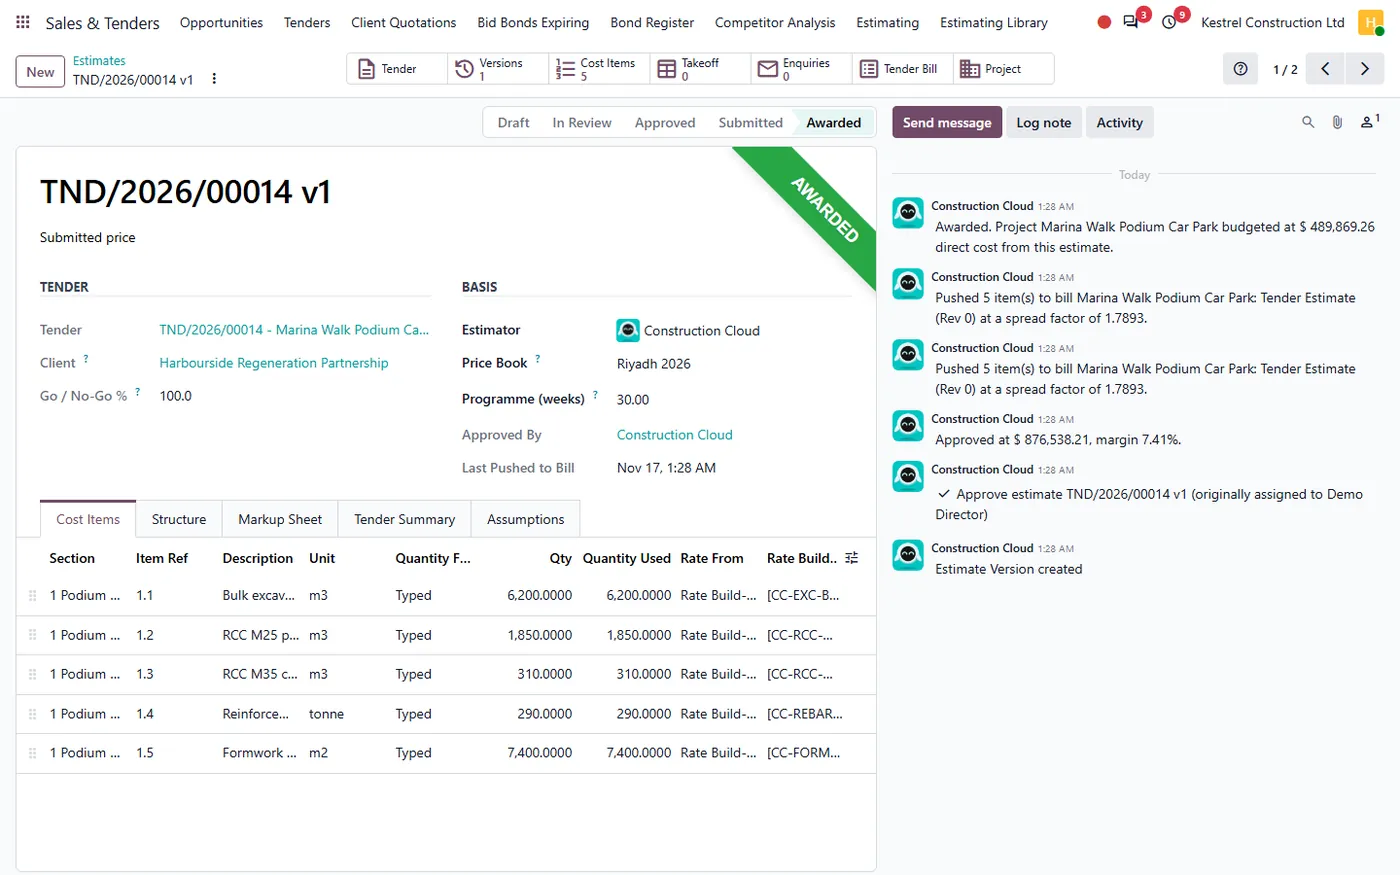 Sales & Tenders
Opportunities
Tenders
Client Quotations
Bid Bonds Expiring
Bond Register
Competitor Analysis
Estimating
Estimating Library
3
9
Kestrel Construction Ltd
H
New
Estimates
TND/2026/00014 v1
Tender
Versions
1
Cost Items
5
Takeoff
0
Enquiries
0
Tender Bill
Project
1 / 2
Draft
In Review
Approved
Submitted
Awarded
Send message
Log note
Activity
1
TND/2026/00014 v1
AWARDED
Submitted price
TENDER
Tender TND/2026/00014 - Marina Walk Podium Ca...
Client ? Harbourside Regeneration Partnership
Go / No-Go % ? 100.0
BASIS
Estimator Construction Cloud
Price Book ? Riyadh 2026
Programme (weeks) ? 30.00
Approved By Construction Cloud
Last Pushed to Bill Nov 17, 1:28 AM
Cost Items
Structure
Markup Sheet
Tender Summary
Assumptions
Section Item Ref Description Unit Quantity F... Qty Quantity Used Rate From Rate Build..
1 Podium ... 1.1 Bulk excav... m3 Typed 6,200.0000 6,200.0000 Rate Build-... [CC-EXC-B...
1 Podium ... 1.2 RCC M25 p... m3 Typed 1,850.0000 1,850.0000 Rate Build-... [CC-RCC-...
1 Podium ... 1.3 RCC M35 c... m3 Typed 310.0000 310.0000 Rate Build-... [CC-RCC-...
1 Podium ... 1.4 Reinforce... tonne Typed 290.0000 290.0000 Rate Build-... [CC-REBAR...
1 Podium ... 1.5 Formwork ... m2 Typed 7,400.0000 7,400.0000 Rate Build-... [CC-FORM...
Today
Construction Cloud 1:28 AM
Awarded. Project Marina Walk Podium Car Park budgeted at $ 489,869.26
direct cost from this estimate.
Construction Cloud 1:28 AM
Pushed 5 item(s) to bill Marina Walk Podium Car Park: Tender Estimate
(Rev 0) at a spread factor of 1.7893.
Construction Cloud 1:28 AM
Pushed 5 item(s) to bill Marina Walk Podium Car Park: Tender Estimate
(Rev 0) at a spread factor of 1.7893.
Construction Cloud 1:28 AM
Approved at $ 876,538.21, margin 7.41%.
Construction Cloud 1:28 AM
Approve estimate TND/2026/00014 v1 (originally assigned to Demo
Director)
Construction Cloud 1:28 AM
Estimate Version created